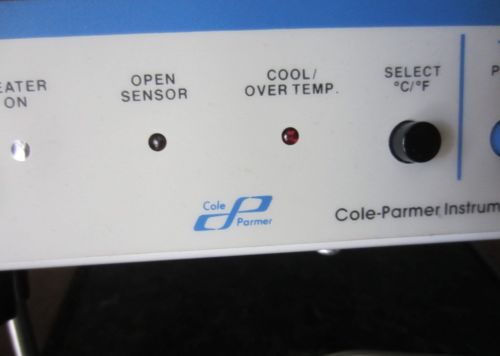 EATER
ON
OPEN
SENSOR
COOL/
OVER TEMP.
SELECT
°C/°F
P
Cole
Parmer
Cole-Parmer Instrum